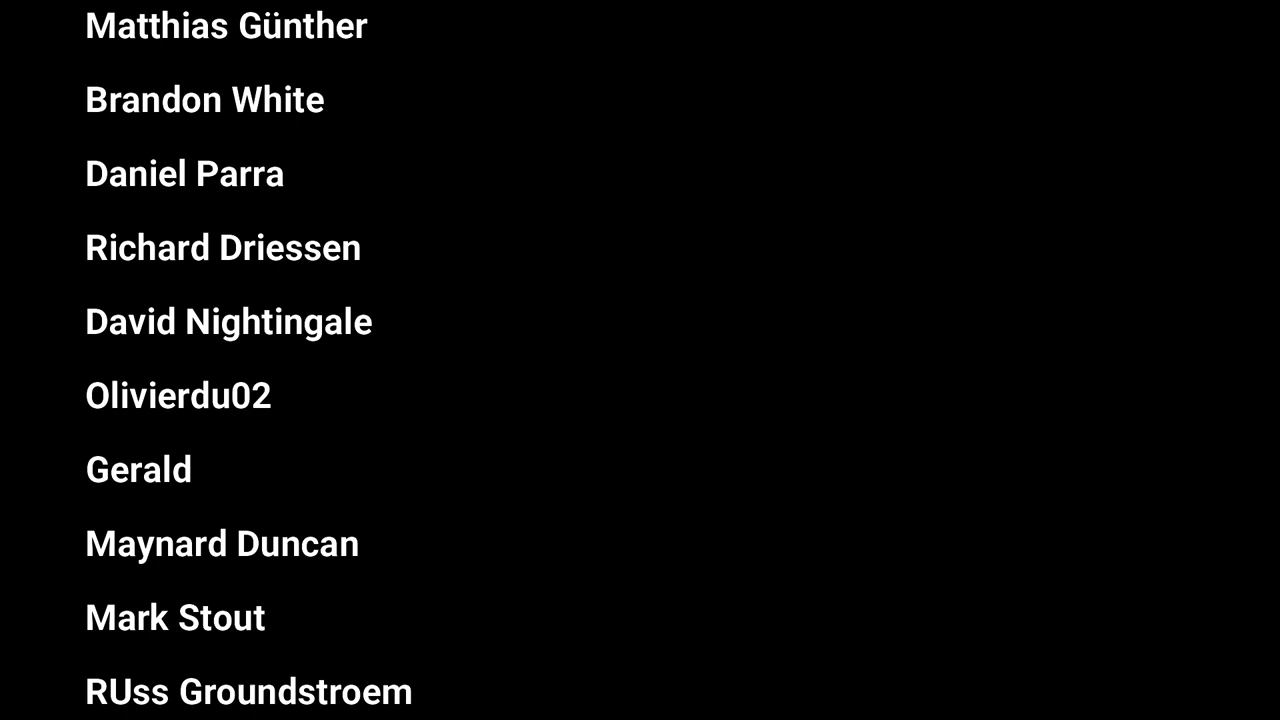 Matthias Günther
Brandon White
Daniel Parra
Richard Driessen
David Nightingale
Olivierdu02
Gerald
Maynard Duncan
Mark Stout
RUss Groundstroem